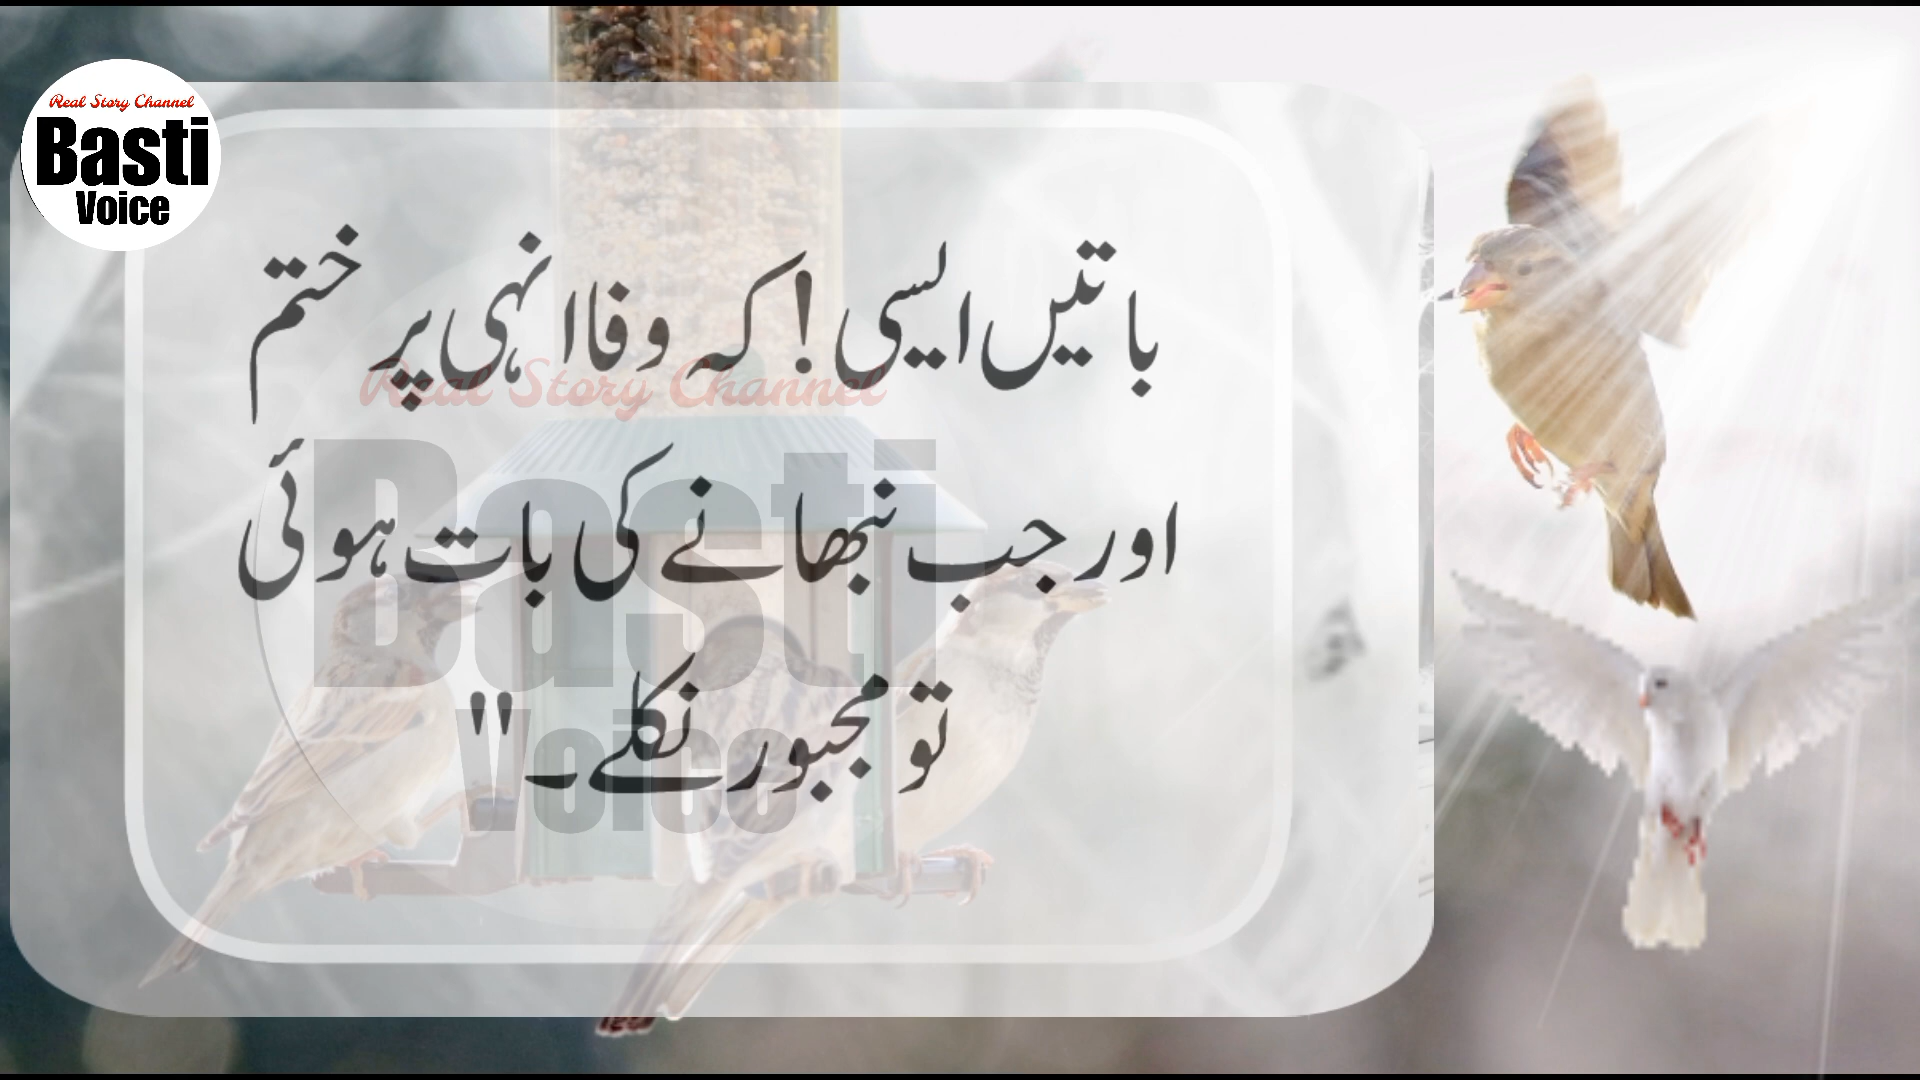 Real Story Channel
Basti
Voice
باتیں ایسی ! کہ وفا انہی پر ختم
اور جب ننبھانے کی بات ہوئی
تو مجبور نکلے۔"
Real Story Channel
Basti
Voice